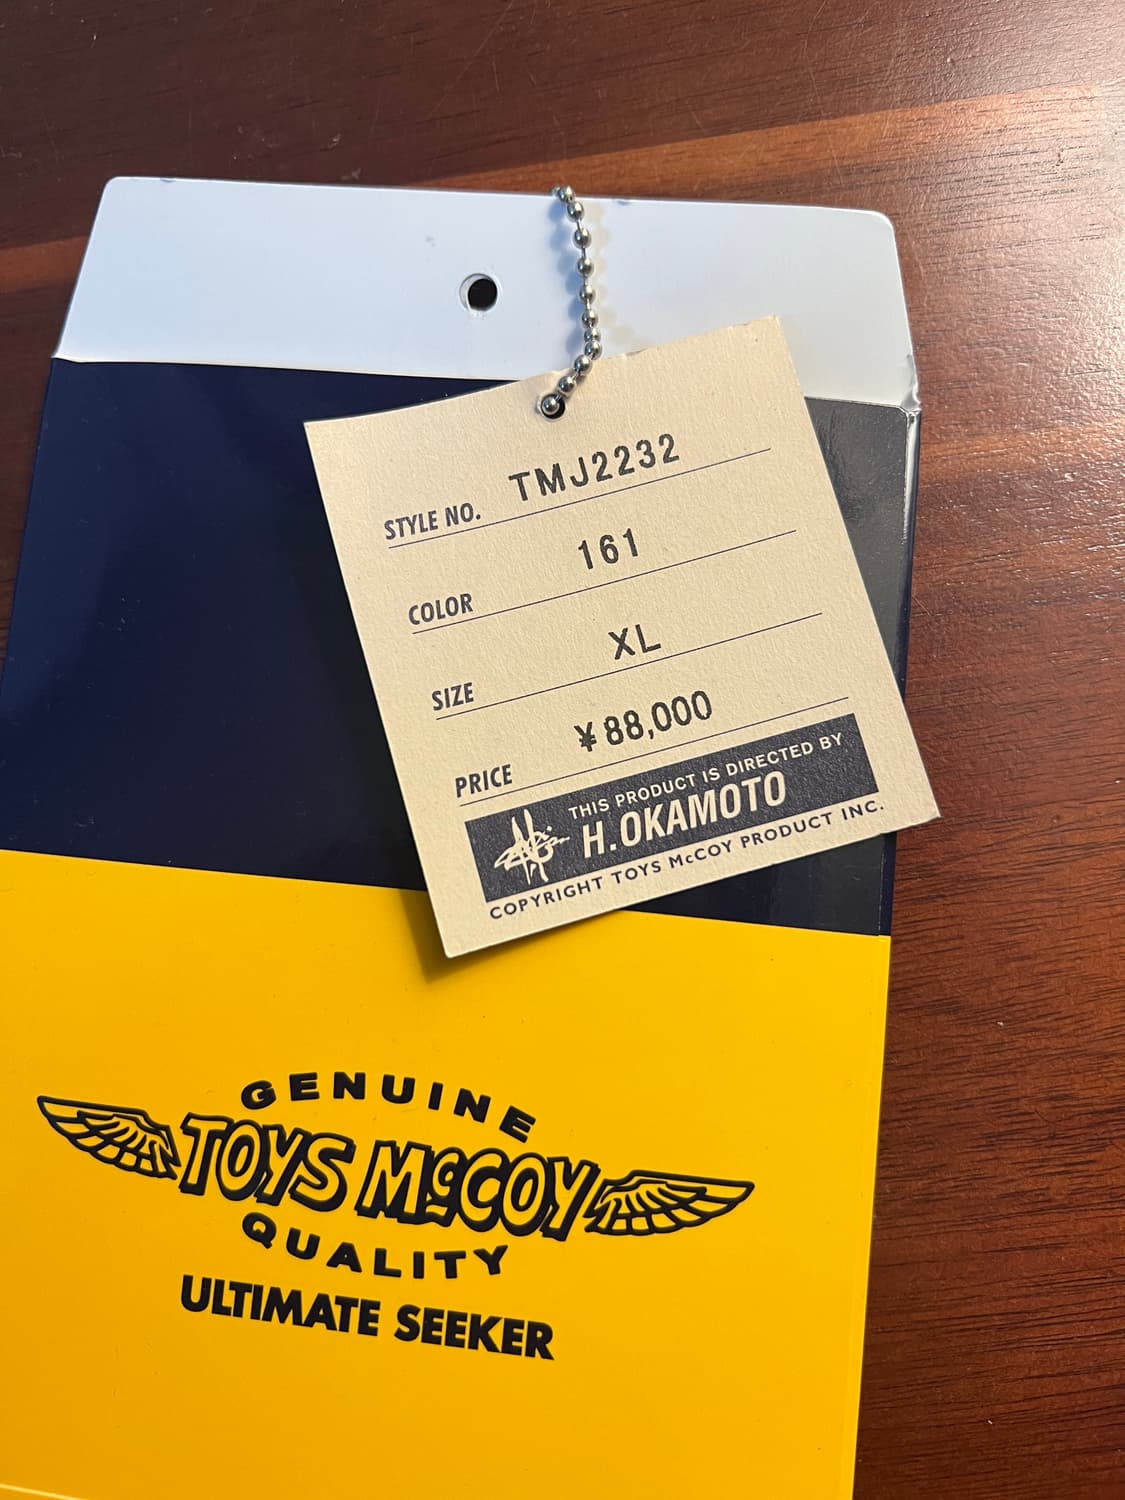 STYLE NO. TMJ2232
COLOR 161
SIZE XL
PRICE ¥88,000
THIS PRODUCT IS DIRECTED BY
H.OKAMOTO
COPYRIGHT TOYS McCOY PRODUCT INC.
GENUINE
TOYS McCOY
QUALITY
ULTIMATE SEEKER